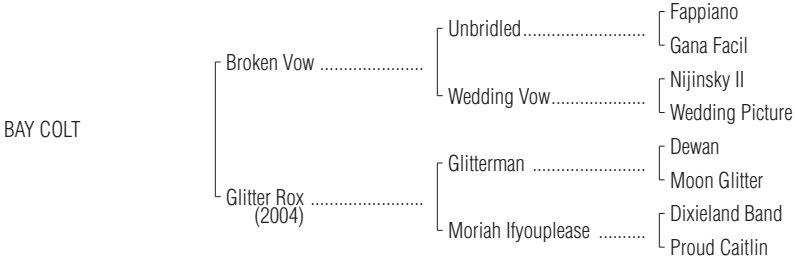 Fappiano
Unbridled..........................
Gana Facil
Broken Vow ......................
Nijinsky II
Wedding Vow....................
Wedding Picture
BAY COLT
Dewan
Glitterman ........................
Moon Glitter
Glitter Rox ........................
(2004)
Dixieland Band
Moriah Ifyouplease ..........
Proud Caitlin